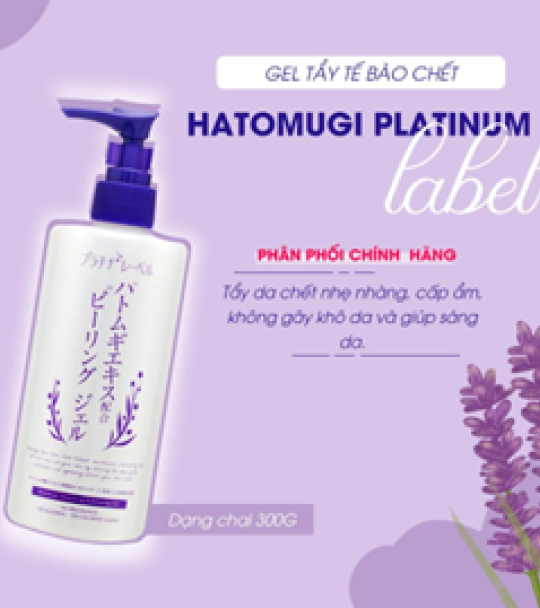 GEL TẨY TẾ BÀO CHẾT
HATOMUGI PLATINUM
label
PHÂN PHỐI CHÍNH HÃNG
Tẩy da chết nhẹ nhàng, cấp ẩm,
không gây khô da và giúp sáng
da.
プラチナレーベル
ハトムギエキス配合
ピーリングジェル
Dạng chai 300G